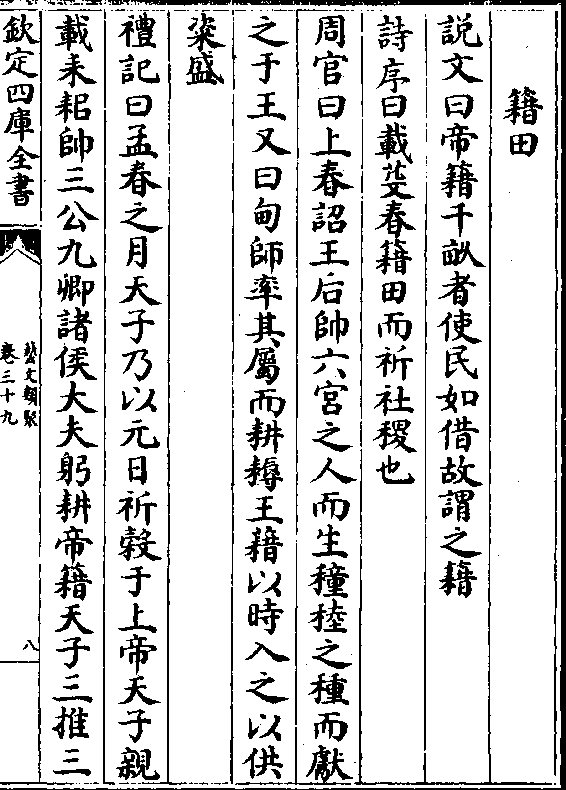 籍田
説文曰帝籍千畝者使民如借故謂之籍
詩序曰載芟春籍田而祈社稷也
周官曰上春詔王后帥六宫之人而生穜稑之種而獻
之于王又曰甸師率其屬而耕耨王藉以時入之以供
粢盛
禮記曰孟春之月天子乃以元日祈穀于上帝天子親
載耒耜帥三公九卿諸侯大夫躬耕帝籍天子三推三
欽定四庫全書
藝文類聚
卷三十九
八